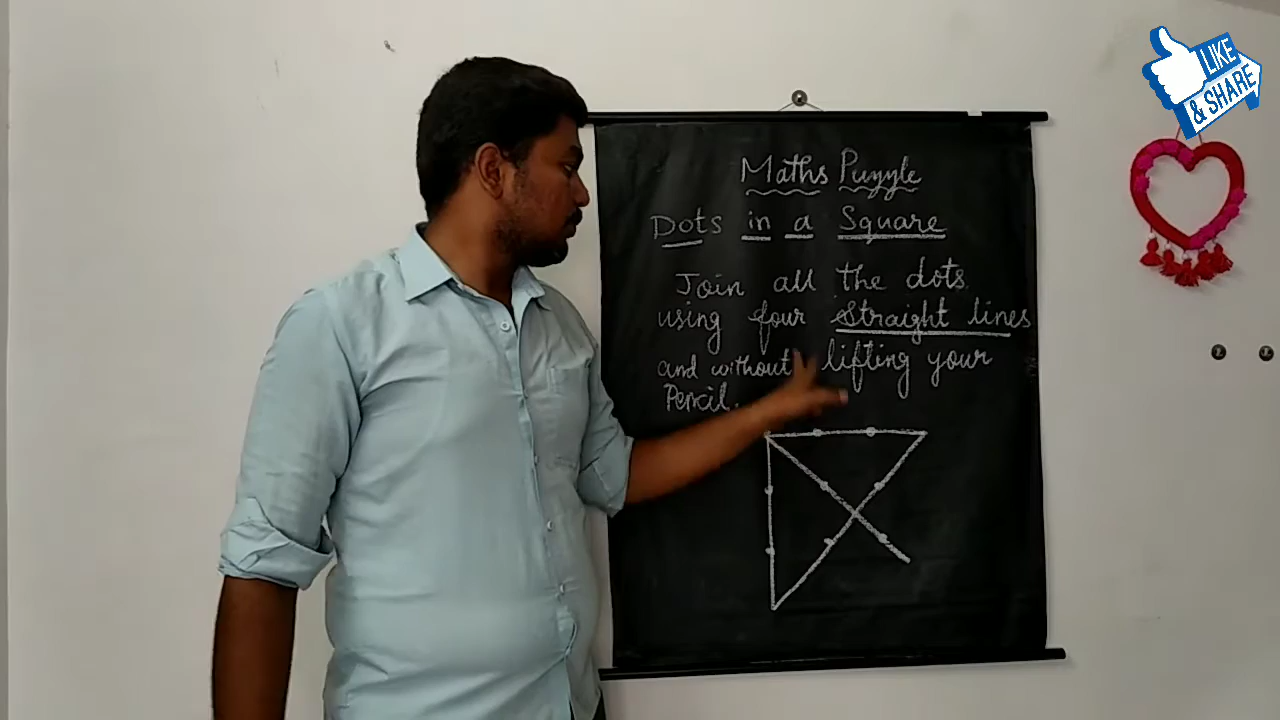 LIKE
& SHARE
Maths Puzzle
Dots in a Square
Join all the dots
using four straight lines
and without lifting your
Pencil.